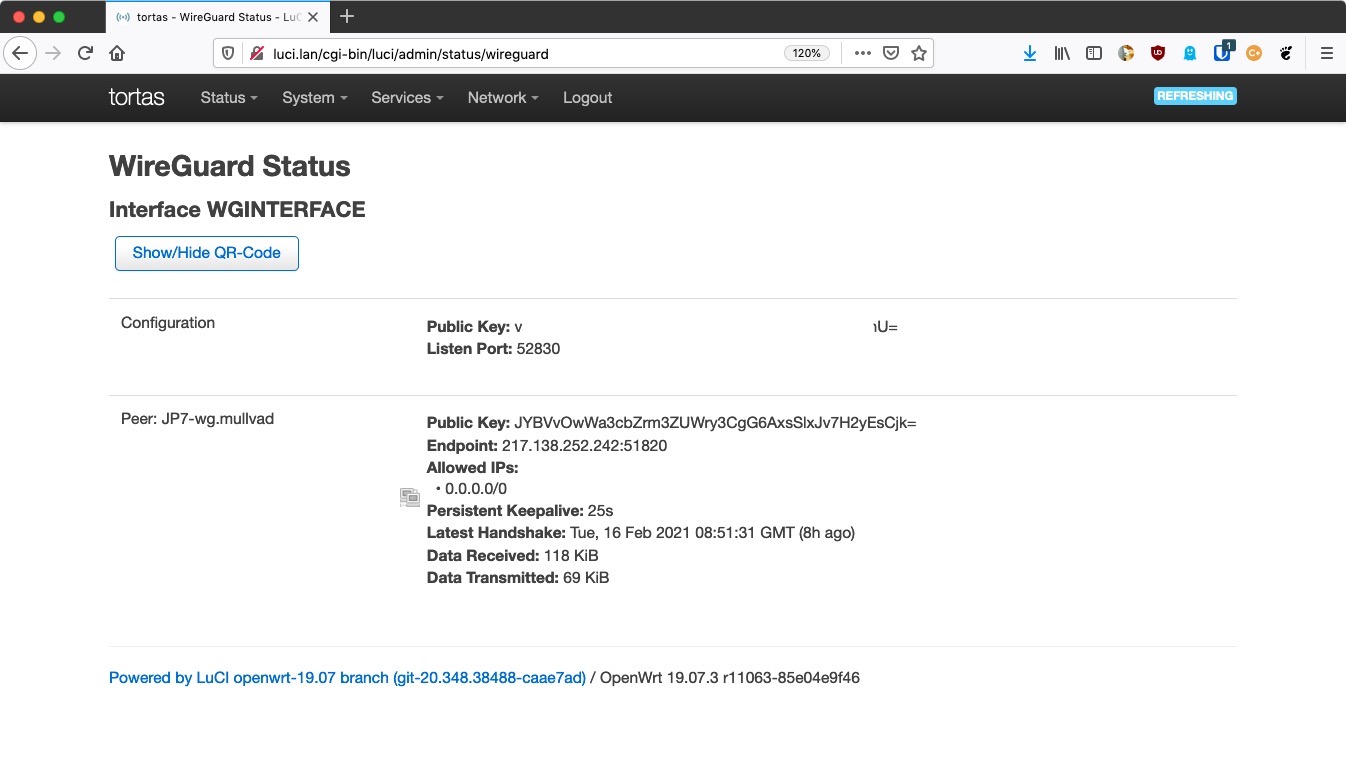 tortas - WireGuard Status - LuC
luci.lan/cgi-bin/luci/admin/status/wireguard 120%
1
tortas Status System Services Network Logout REFRESHING
WireGuard Status
Interface WGINTERFACE
Show/Hide QR-Code
Configuration
Public Key: v U=
Listen Port: 52830
Peer: JP7-wg.mullvad
Public Key: JYBVvOwWa3cbZrm3ZUWry3CgG6AxsSlxJv7H2yEsCjk=
Endpoint: 217.138.252.242:51820
Allowed IPs:
• 0.0.0.0/0
Persistent Keepalive: 25s
Latest Handshake: Tue, 16 Feb 2021 08:51:31 GMT (8h ago)
Data Received: 118 KiB
Data Transmitted: 69 KiB
Powered by LuCI openwrt-19.07 branch (git-20.348.38488-caae7ad) / OpenWrt 19.07.3 r11063-85e04e9f46